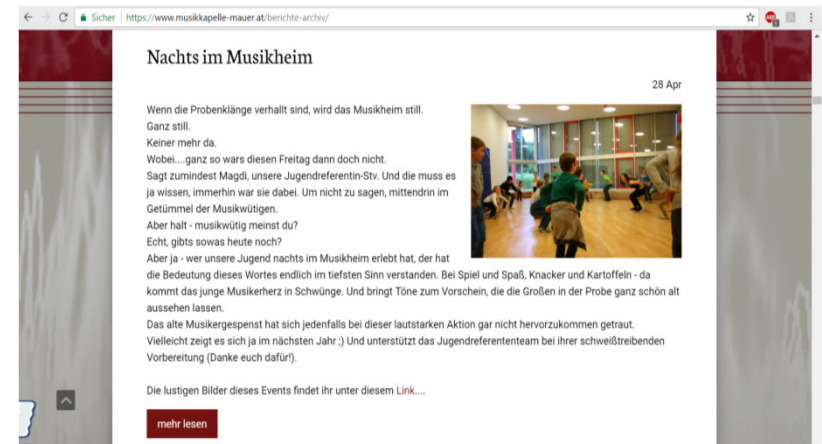 Sicher https://www.musikkapelle-mauer.at/berichte-archiv/
Nachts im Musikheim
28 Apr
Wenn die Probenklänge verhallt sind, wird das Musikheim still.
Ganz still.
Keiner mehr da.
Wobei....ganz so wars diesen Freitag dann doch nicht.
Sagt zumindest Magdi, unsere Jugendreferentin-Stv. Und die muss es
ja wissen, immerhin war sie dabei. Um nicht zu sagen, mittendrin im
Getümmel der Musikwütigen.
Aber halt - musikwütig meinst du?
Echt, gibts sowas heute noch?
Aber ja - wer unsere Jugend nachts im Musikheim erlebt hat, der hat
die Bedeutung dieses Wortes endlich im tiefsten Sinn verstanden. Bei Spiel und Spaß, Knacker und Kartoffeln - da
kommt das junge Musikerherz in Schwünge. Und bringt Töne zum Vorschein, die die Großen in der Probe ganz schön alt
aussehen lassen.
Das alte Musikergespenst hat sich jedenfalls bei dieser lautstarken Aktion gar nicht hervorzukommen getraut.
Vielleicht zeigt es sich ja im nächsten Jahr ;) Und unterstützt das Jugendreferententeam bei ihrer schweißtreibenden
Vorbereitung (Danke euch dafür!).
Die lustigen Bilder dieses Events findet ihr unter diesem Link....
mehr lesen